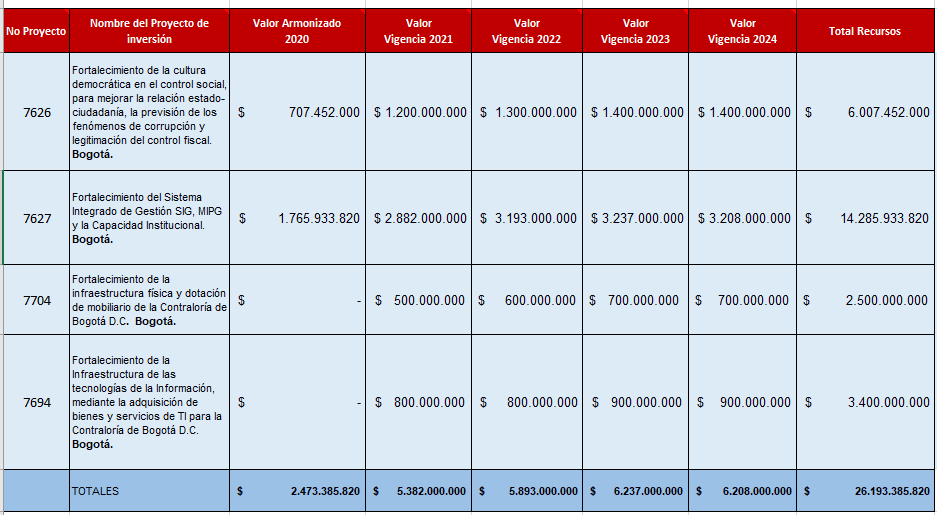 No Proyecto
Nombre del Proyecto de
inversión
Valor Armonizado
2020
Valor
Vigencia 2021
Valor
Vigencia 2022
Valor
Vigencia 2023
Valor
Vigencia 2024
Total Recursos
7626
Fortalecimiento de la cultura
democrática en el control social,
para mejorar la relación estado-
ciudadanía, la previsión de los
fenómenos de corrupción y
legitimación del control fiscal.
Bogotá.
$ 707.452.000
$ 1.200.000.000
$ 1.300.000.000
$ 1.400.000.000
$ 1.400.000.000
$ 6.007.452.000
7627
Fortalecimiento del Sistema
Integrado de Gestión SIG, MIPG
y la Capacidad Institucional.
Bogotá.
$ 1.765.933.820
$ 2.882.000.000
$ 3.193.000.000
$ 3.237.000.000
$ 3.208.000.000
$ 14.285.933.820
7704
Fortalecimiento de la
infraestructura física y dotación
de mobiliario de la Contraloría de
Bogotá D.C. Bogotá.
$ -
$ 500.000.000
$ 600.000.000
$ 700.000.000
$ 700.000.000
$ 2.500.000.000
7694
Fortalecimiento de la
Infraestructura de las
tecnologías de la Información,
mediante la adquisición de
bienes y servicios de TI para la
Contraloría de Bogotá D.C.
Bogotá.
$ -
$ 800.000.000
$ 800.000.000
$ 900.000.000
$ 900.000.000
$ 3.400.000.000
TOTALES
$ 2.473.385.820
$ 5.382.000.000
$ 5.893.000.000
$ 6.237.000.000
$ 6.208.000.000
$ 26.193.385.820